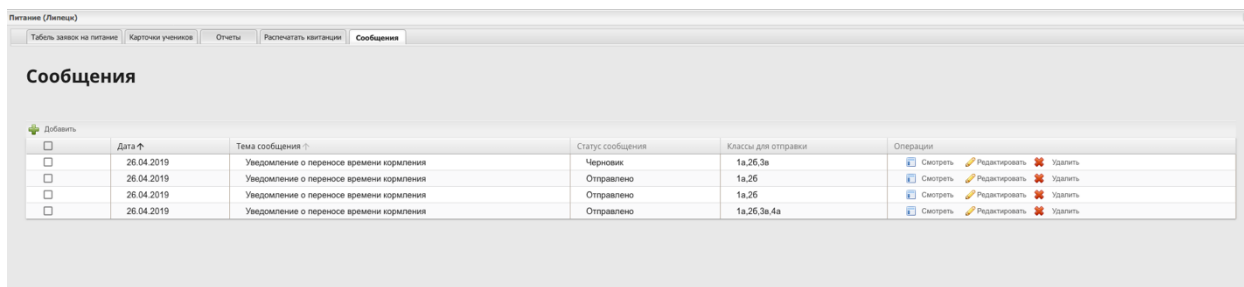 Питание (Липецк)
Табель заявок на питание Карточки учеников Отчеты Распечатать квитанции Сообщения
Сообщения
Добавить
Дата Тема сообщения Статус сообщения Классы для отправки Операции
26.04.2019 Уведомление о переносе времени кормления Черновик 1а,2б,3в Смотреть Редактировать Удалить
26.04.2019 Уведомление о переносе времени кормления Отправлено 1а,2б Смотреть Редактировать Удалить
26.04.2019 Уведомление о переносе времени кормления Отправлено 1а,2б Смотреть Редактировать Удалить
26.04.2019 Уведомление о переносе времени кормления Отправлено 1а,2б,3в,4а Смотреть Редактировать Удалить